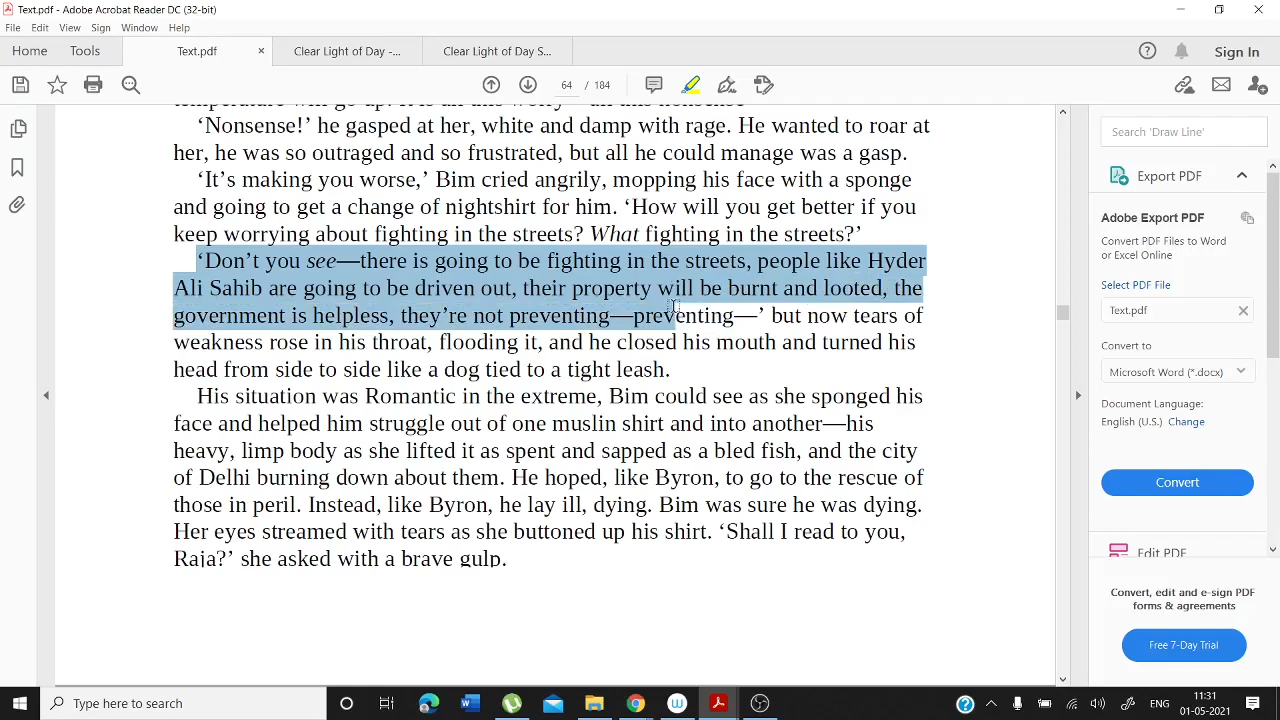 Text.pdf - Adobe Acrobat Reader DC (32-bit)
File Edit View Sign Window Help
Home Tools Text.pdf × Clear Light of Day -... Clear Light of Day S... Sign In
64 / 184
temperature will go up. It is all this worry—all this nonsense—
‘Nonsense!’ he gasped at her, white and damp with rage. He wanted to roar at
her, he was so outraged and so frustrated, but all he could manage was a gasp.
‘It’s making you worse,’ Bim cried angrily, mopping his face with a sponge
and going to get a change of nightshirt for him. ‘How will you get better if you
keep worrying about fighting in the streets? What fighting in the streets?’
‘Don’t you see—there is going to be fighting in the streets, people like Hyder
Ali Sahib are going to be driven out, their property will be burnt and looted, the
government is helpless, they’re not preventing—preventing—’ but now tears of
weakness rose in his throat, flooding it, and he closed his mouth and turned his
head from side to side like a dog tied to a tight leash.
His situation was Romantic in the extreme, Bim could see as she sponged his
face and helped him struggle out of one muslin shirt and into another—his
heavy, limp body as she lifted it as spent and sapped as a bled fish, and the city
of Delhi burning down about them. He hoped, like Byron, to go to the rescue of
those in peril. Instead, like Byron, he lay ill, dying. Bim was sure he was dying.
Her eyes streamed with tears as she buttoned up his shirt. ‘Shall I read to you,
Raja?’ she asked with a brave gulp.
Search 'Draw Line'
Export PDF
Adobe Export PDF
Convert PDF Files to Word
or Excel Online
Select PDF File
Text.pdf
Convert to
Microsoft Word (*.docx)
Document Language:
English (U.S.) Change
Convert
Edit PDF
Convert, edit and e-sign PDF
forms & agreements
Free 7-Day Trial
Type here to search
ENG
11:31
01-05-2021